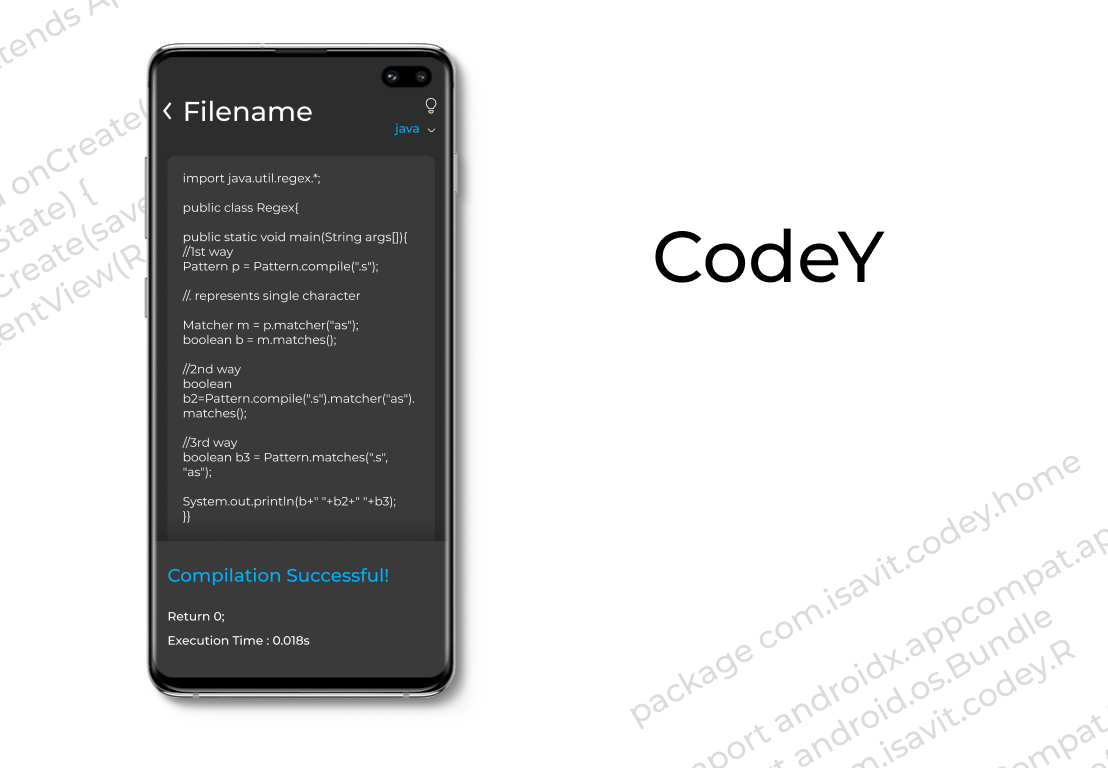 tends Ap
onCreate(
State) {
Create(save
entView(R
Filename
java
import java.util.regex.*;
public class Regex{
public static void main(String args[]){
//1st way
Pattern p = Pattern.compile(".s");
//. represents single character
Matcher m = p.matcher("as");
boolean b = m.matches();
//2nd way
boolean
b2=Pattern.compile(".s").matcher("as").
matches();
//3rd way
boolean b3 = Pattern.matches(".s",
"as");
System.out.println(b+" "+b2+" "+b3);
}}
Compilation Successful!
Return 0;
Execution Time : 0.018s
CodeY
package com.isavit.codey.home
port androidx.appcompat.ap
t android.os.Bundle
m.isavit.codey.R
ompat.